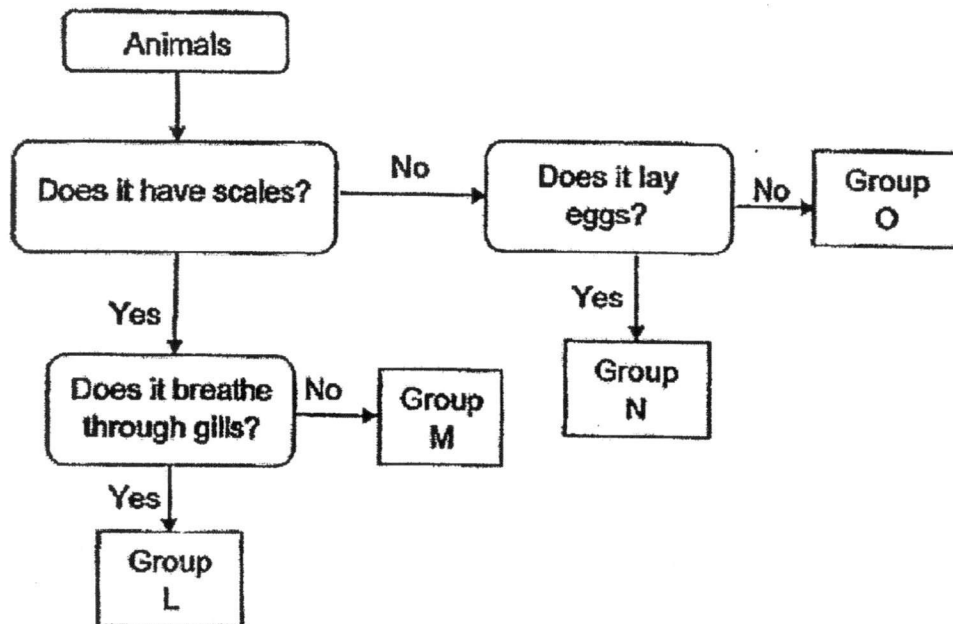 Animals
Does it have scales?
No
Does it lay
eggs?
No
Group
O
Yes
Yes
Does it breathe
through gills?
No
Group
M
Group
N
Yes
Group
L